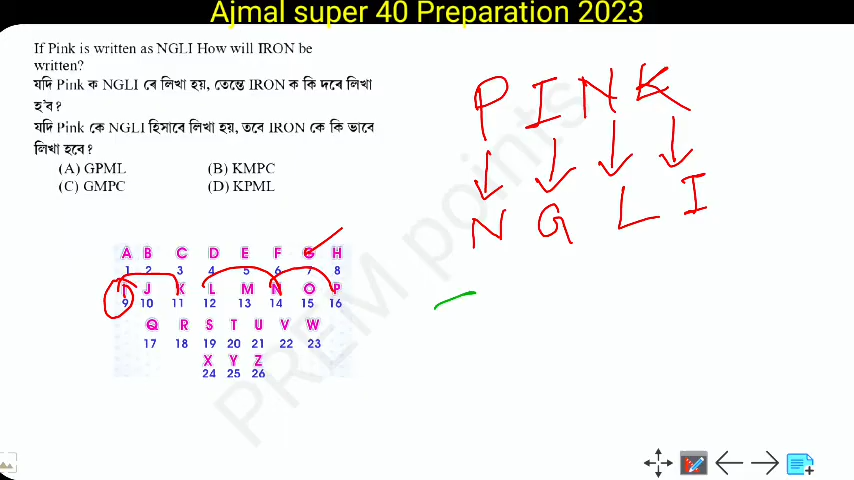 Ajmal super 40 Preparation 2023
If Pink is written as NGLI How will IRON be
written?
যদি Pink ক NGLI ৰে লিখা হয়, তেন্তে IRON ক কি দৰে লিখা
হ'ব ?
যদি Pink কে NGLI হিসাবে লিখা হয়, তবে IRON কে কি ভাবে
লিখা হবে ?
(A) GPML (B) KMPC
(C) GMPC (D) KPML
P I N K
N G L I
A B C D E F G H
1 2 3 4 5 6 7 8
I J K L M N O P
9 10 11 12 13 14 15 16
Q R S T U V W
17 18 19 20 21 22 23
X Y Z
24 25 26
PREM points